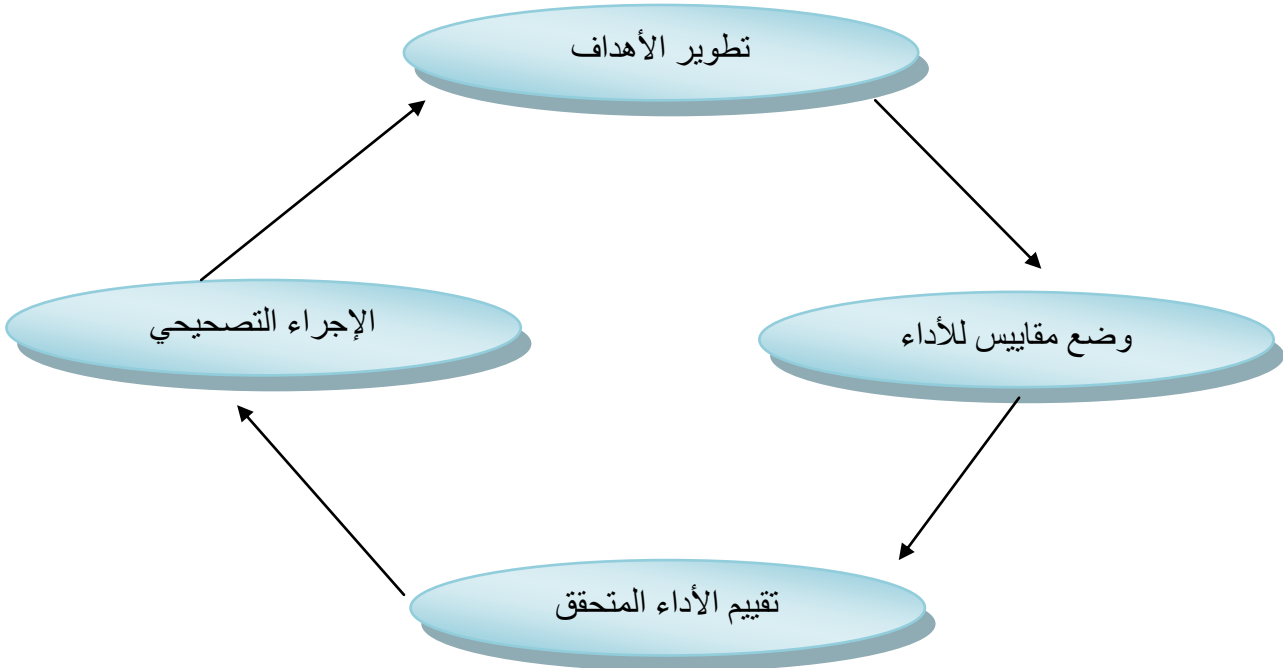 تطوير الأهداف
وضع مقاييس للأداء
الإجراء التصحيحي
تقييم الأداء المتحقق